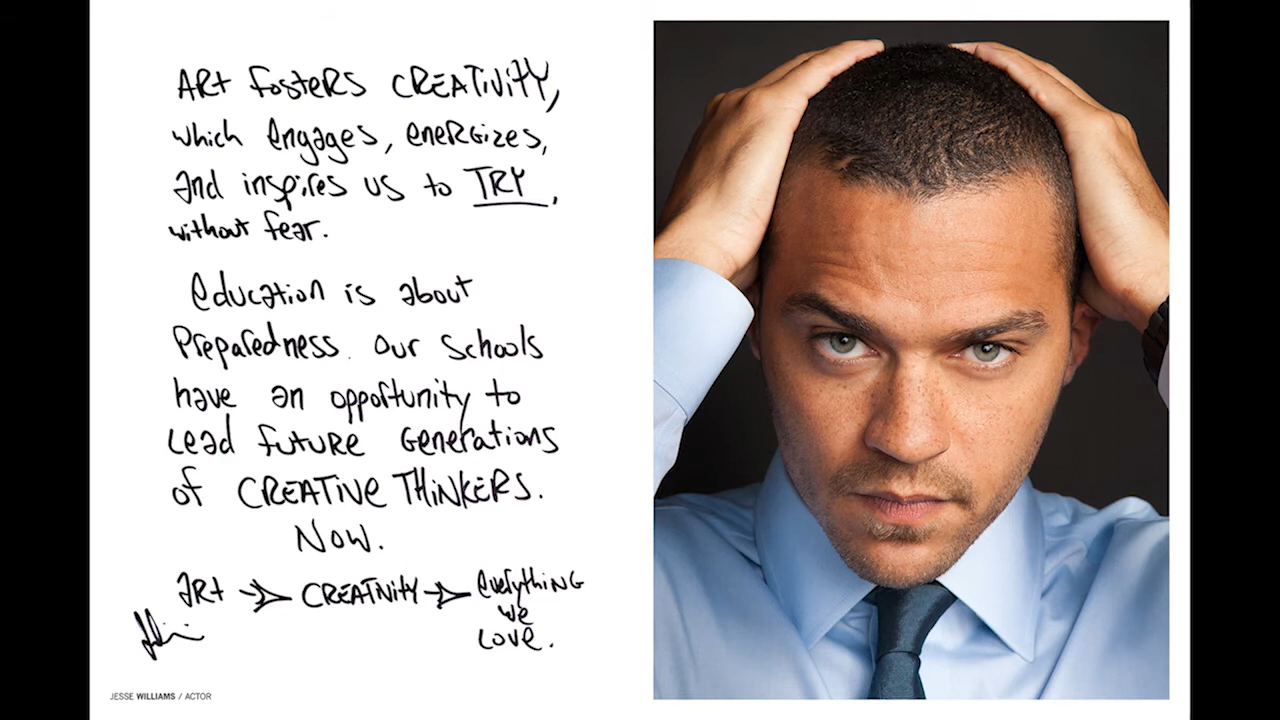 ART fosters CREATIVITY,
which engages, energizes,
and inspires us to TRY,
without fear.
Education is about
Preparedness. Our schools
have an opportunity to
Lead future Generations
of CREATIVE THINKERS.
NOW.
ART → CREATIVITY → everyTHING
we
Love.
JESSE WILLIAMS / ACTOR